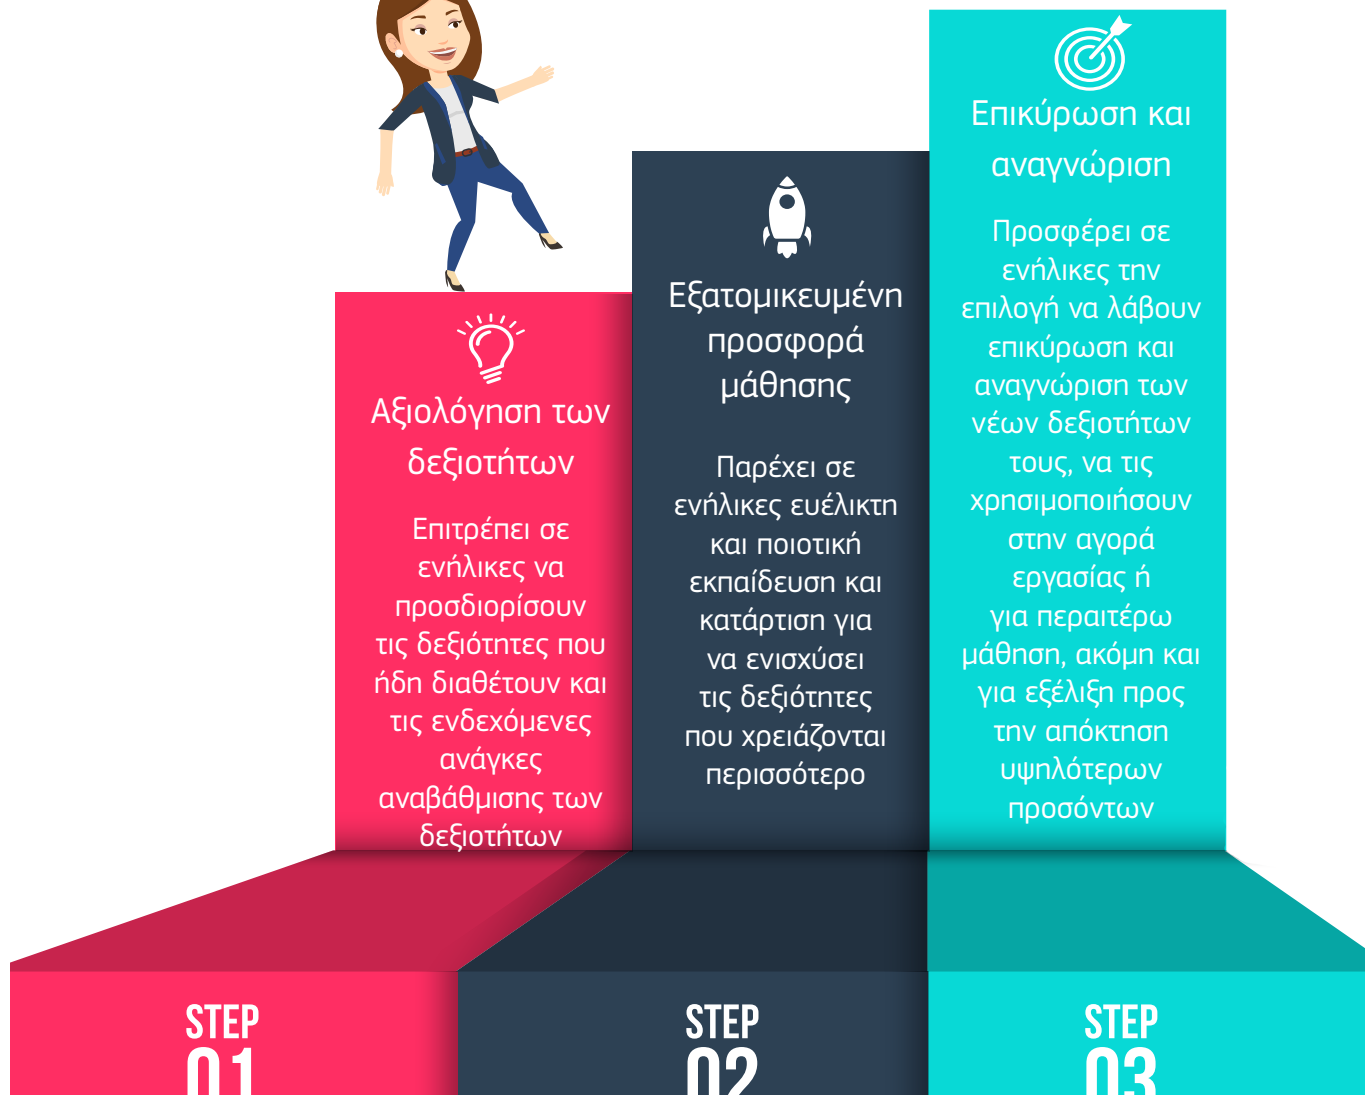 Αξιολόγηση των
δεξιοτήτων
Επιτρέπει σε
ενήλικες να
προσδιορίσουν
τις δεξιότητες που
ήδη διαθέτουν και
τις ενδεχόμενες
ανάγκες
αναβάθμισης των
δεξιοτήτων
Εξατομικευμένη
προσφορά
μάθησης
Παρέχει σε
ενήλικες ευέλικτη
και ποιοτική
εκπαίδευση και
κατάρτιση για
να ενισχύσει
τις δεξιότητες
που χρειάζονται
περισσότερο
Επικύρωση και
αναγνώριση
Προσφέρει σε
ενήλικες την
επιλογή να λάβουν
επικύρωση και
αναγνώριση των
νέων δεξιοτήτων
τους, να τις
χρησιμοποιήσουν
στην αγορά
εργασίας ή
για περαιτέρω
μάθηση, ακόμη και
για εξέλιξη προς
την απόκτηση
υψηλότερων
προσόντων
STEP
01
STEP
02
STEP
03